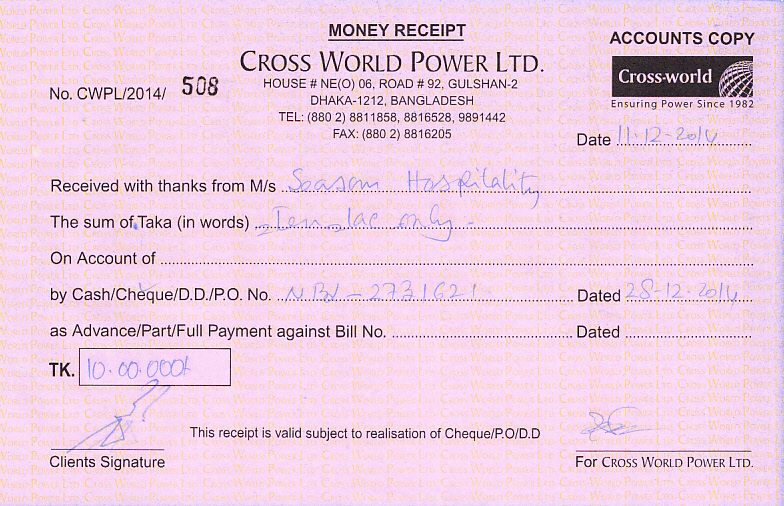 MONEY RECEIPT
ACCOUNTS COPY
CROSS WORLD POWER LTD.
Cross-world
Ensuring Power Since 1982
No. CWPL/2014/ 508
HOUSE # NE(O) 06, ROAD # 92, GULSHAN-2
DHAKA-1212, BANGLADESH
TEL: (880 2) 8811858, 8816528, 9891442
FAX: (880 2) 8816205
Date 11-12-2014
Received with thanks from M/s Season Hospitality
The sum of Taka (in words) Ten lac only.
On Account of
by Cash/Cheque/D.D./P.O. No. NBL-2731621 Dated 28-12-2014
as Advance/Part/Full Payment against Bill No. Dated
TK. 10.00.000/-
This receipt is valid subject to realisation of Cheque/P.O/D.D
Clients Signature
For CROSS WORLD POWER LTD.